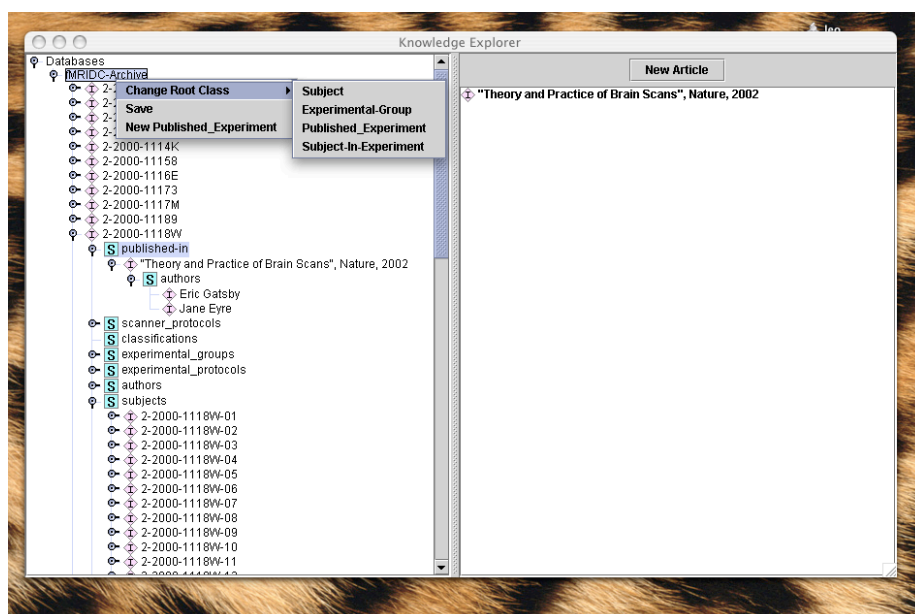 leo
Knowledge Explorer
Databases
fMRIDC-Archive
Change Root Class
Save
New Published_Experiment
Subject
Experimental-Group
Published_Experiment
Subject-In-Experiment
2-2000-1114K
2-2000-11158
2-2000-1116E
2-2000-11173
2-2000-1117M
2-2000-11189
2-2000-1118W
S published-in
I "Theory and Practice of Brain Scans", Nature, 2002
S authors
I Eric Gatsby
I Jane Eyre
S scanner_protocols
S classifications
S experimental_groups
S experimental_protocols
S authors
S subjects
I 2-2000-1118W-01
I 2-2000-1118W-02
I 2-2000-1118W-03
I 2-2000-1118W-04
I 2-2000-1118W-05
I 2-2000-1118W-06
I 2-2000-1118W-07
I 2-2000-1118W-08
I 2-2000-1118W-09
I 2-2000-1118W-10
I 2-2000-1118W-11
New Article
I "Theory and Practice of Brain Scans", Nature, 2002